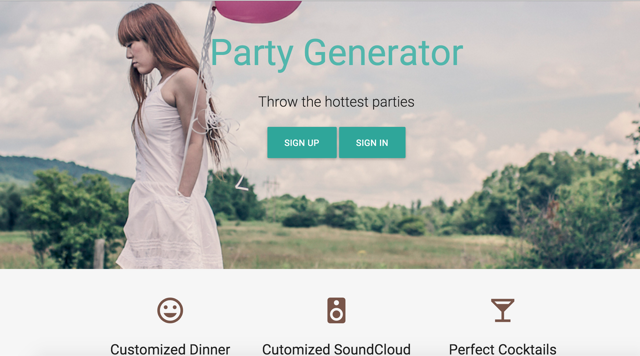 Party Generator
Throw the hottest parties
SIGN UP SIGN IN
Customized Dinner Cutomized SoundCloud Perfect Cocktails